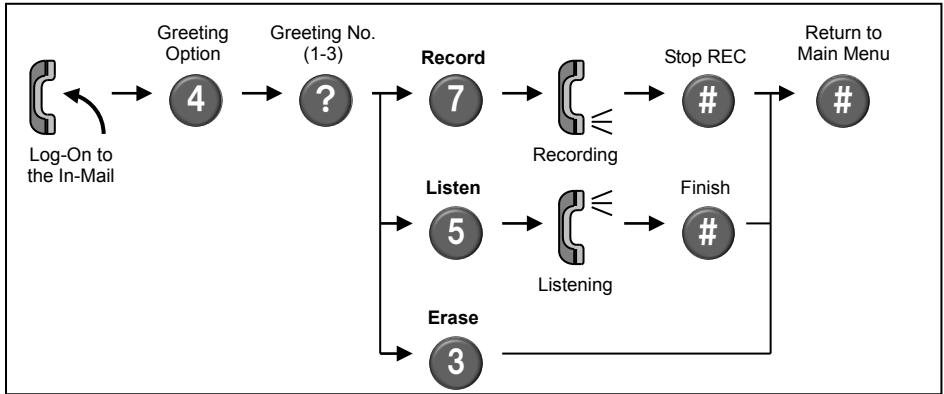 Greeting
Option
Greeting No.
(1-3)
Record
Stop REC
Return to
Main Menu
4
?
7
#
#
Log-On to
the In-Mail
Recording
Listen
Finish
5
#
Listening
Erase
3